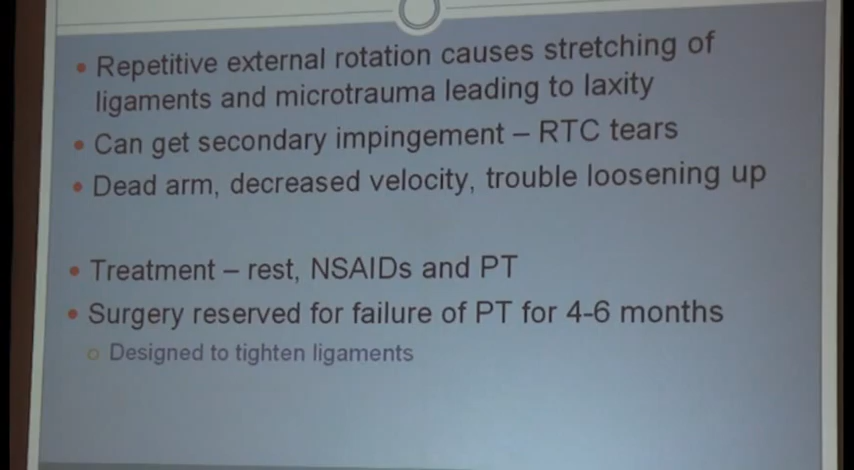 Repetitive external rotation causes stretching of
ligaments and microtrauma leading to laxity
Can get secondary impingement – RTC tears
Dead arm, decreased velocity, trouble loosening up
Treatment – rest, NSAIDs and PT
Surgery reserved for failure of PT for 4-6 months
Designed to tighten ligaments